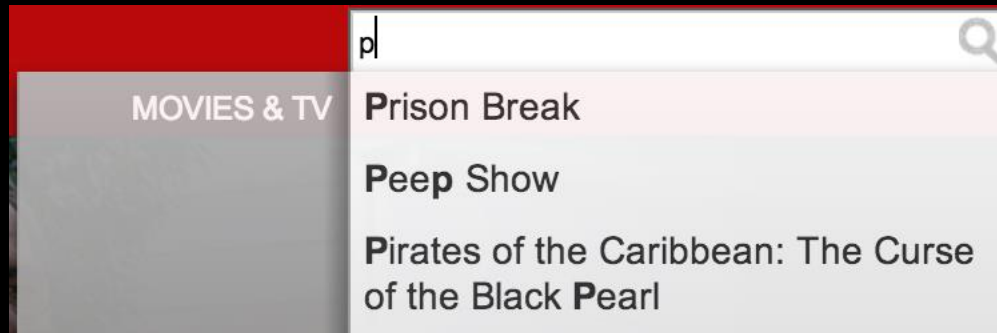 p
MOVIES & TV Prison Break
Peep Show
Pirates of the Caribbean: The Curse
of the Black Pearl